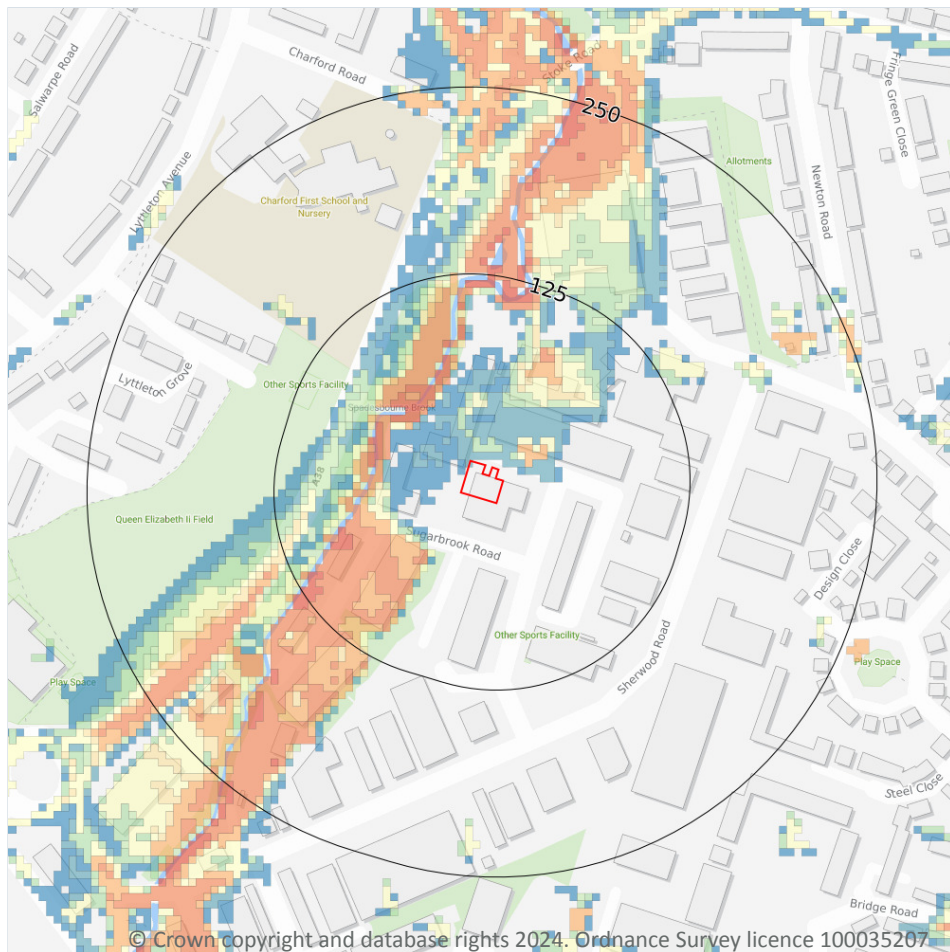 Salwarpe Road
Charford Road
Stoke Road
Fringe Green Close
250
Allotments
Lyttleton Avenue
Newton Road
Charford First School and
Nursery
125
Lyttleton Grove
Other Sports Facility
Spadesbourne Brook
A38
Queen Elizabeth II Field
Sugarbrook Road
Design Close
Other Sports Facility
Sherwood Road
Play Space
Play Space
Steel Close
Bridge Road
© Crown copyright and database rights 2024. Ordnance Survey licence 100035207